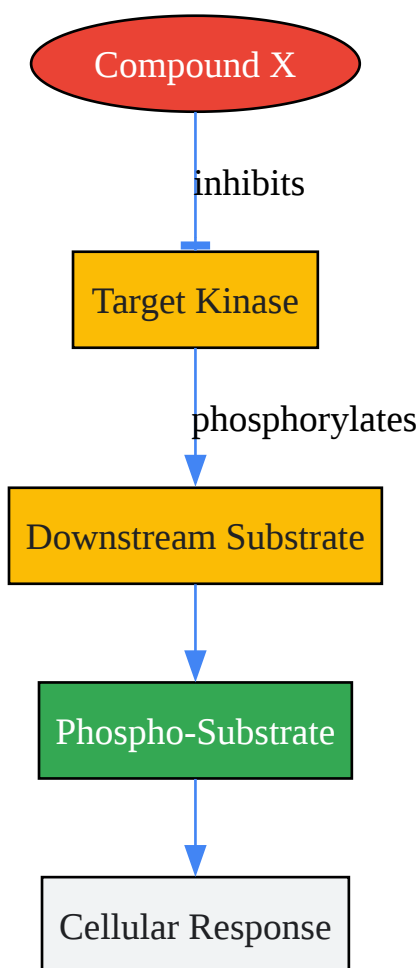 Compound X
inhibits
Target Kinase
phosphorylates
Downstream Substrate
Phospho-Substrate
Cellular Response